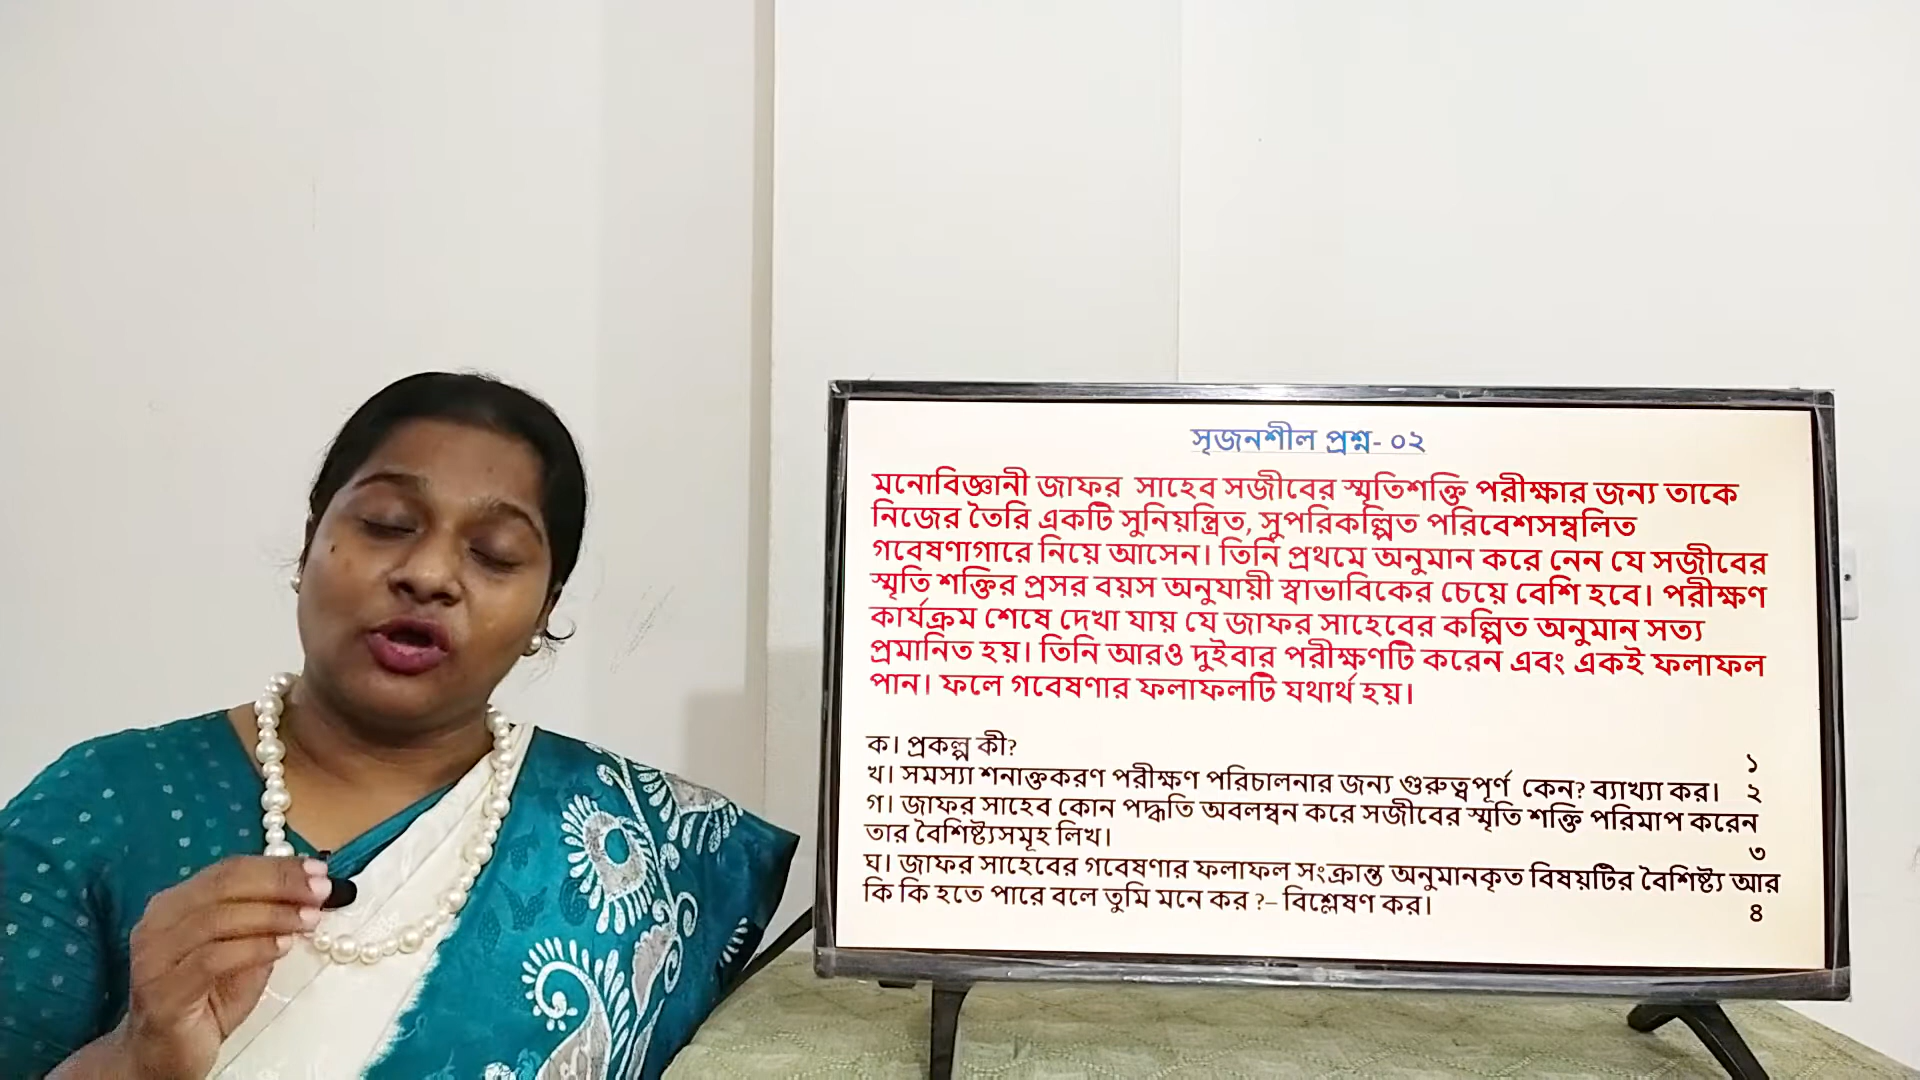 সৃজনশীল প্রশ্ন- ০২
মনোবিজ্ঞানী জাফর সাহেব সজীবের স্মৃতিশক্তি পরীক্ষার জন্য তাকে
নিজের তৈরি একটি সুনিয়ন্ত্রিত, সুপরিকল্পিত পরিবেশসম্বলিত
গবেষণাগারে নিয়ে আসেন। তিনি প্রথমে অনুমান করে নেন যে সজীবের
স্মৃতি শক্তির প্রসর বয়স অনুযায়ী স্বাভাবিকের চেয়ে বেশি হবে। পরীক্ষণ
কার্যক্রম শেষে দেখা যায় যে জাফর সাহেবের কল্পিত অনুমান সত্য
প্রমানিত হয়। তিনি আরও দুইবার পরীক্ষণটি করেন এবং একই ফলাফল
পান। ফলে গবেষণার ফলাফলটি যথার্থ হয়।
ক। প্রকল্প কী? ১
খ। সমস্যা শনাক্তকরণ পরীক্ষণ পরিচালনার জন্য গুরুত্বপূর্ণ কেন? ব্যাখ্যা কর। ২
গ। জাফর সাহেব কোন পদ্ধতি অবলম্বন করে সজীবের স্মৃতি শক্তি পরিমাপ করেন
তার বৈশিষ্ট্যসমূহ লিখ। ৩
ঘ। জাফর সাহেবের গবেষণার ফলাফল সংক্রান্ত অনুমানকৃত বিষয়টির বৈশিষ্ট্য আর
কি কি হতে পারে বলে তুমি মনে কর ?– বিশ্লেষণ কর। ৪
LG